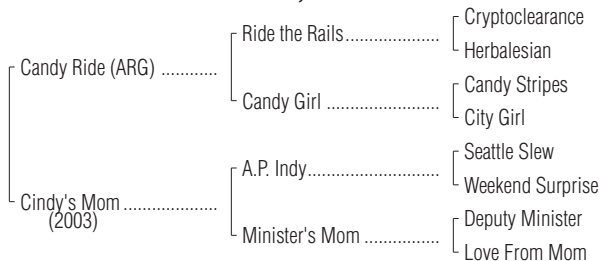 Cryptoclearance
Ride the Rails....................
Herbalesian
Candy Ride (ARG) ............
Candy Stripes
Candy Girl ........................
City Girl
Seattle Slew
A.P. Indy............................
Weekend Surprise
Cindy's Mom ....................
(2003)
Deputy Minister
Minister's Mom ................
Love From Mom